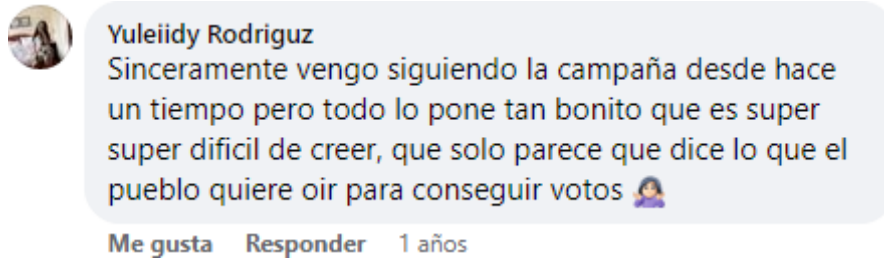 Yuleiidy Rodriguz
Sinceramente vengo siguiendo la campaña desde hace
un tiempo pero todo lo pone tan bonito que es super
super dificil de creer, que solo parece que dice lo que el
pueblo quiere oir para conseguir votos 🤷🏻‍♀️
Me gusta Responder 1 años